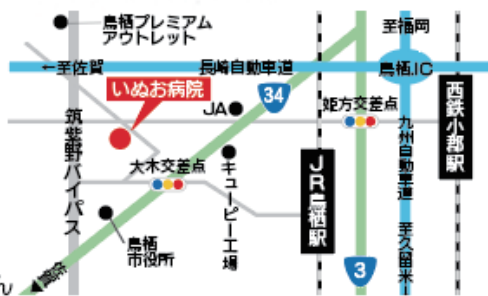 鳥栖プレミアム
アウトレット
至福岡
←至佐賀
長崎自動車道
鳥栖.IC
いぬお病院
34
JA
姫方交差点
西鉄小郡駅
筑紫野バイパス
大木交差点
キューピー工場
JR鳥栖駅
九州自動車道
至久留米
鳥栖
市役所
3
佐賀
ん